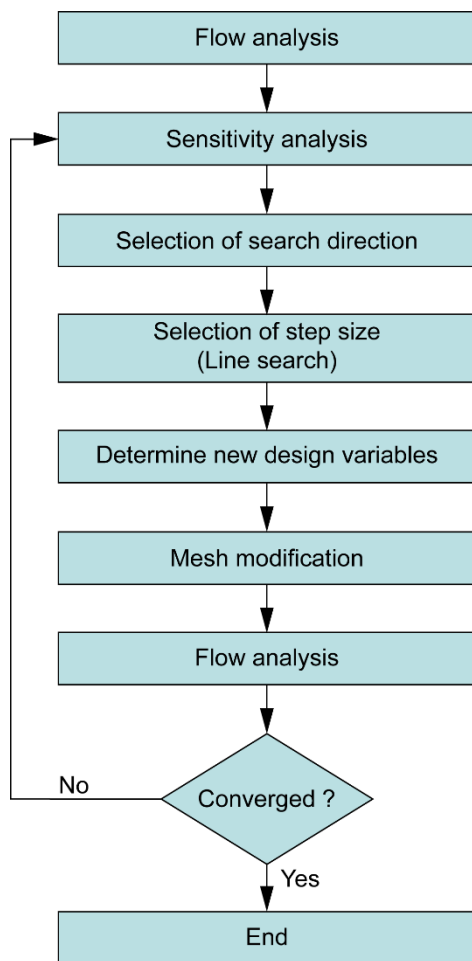 Flow analysis
Sensitivity analysis
Selection of search direction
Selection of step size
(Line search)
Determine new design variables
Mesh modification
Flow analysis
No
Converged ?
Yes
End